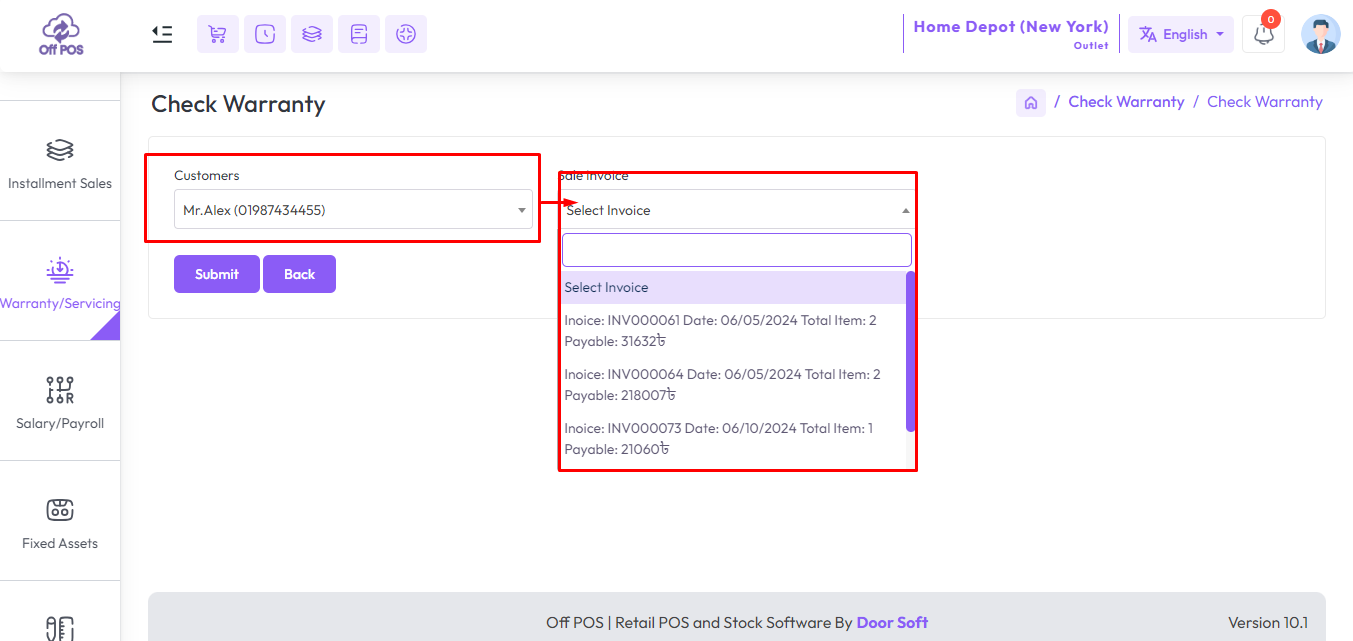 Off POS
Home Depot (New York)
Outlet
English
0
Check Warranty
/ Check Warranty / Check Warranty
Installment Sales
Warranty/Servicing
Salary/Payroll
Fixed Assets
Customers
Mr.Alex (01987434455)
Submit
Back
Sale Invoice
Select Invoice
Select Invoice
Inoice: INV000061 Date: 06/05/2024 Total Item: 2
Payable: 31632৳
Inoice: INV000064 Date: 06/05/2024 Total Item: 2
Payable: 218007৳
Inoice: INV000073 Date: 06/10/2024 Total Item: 1
Payable: 21060৳
Off POS | Retail POS and Stock Software By Door Soft
Version 10.1